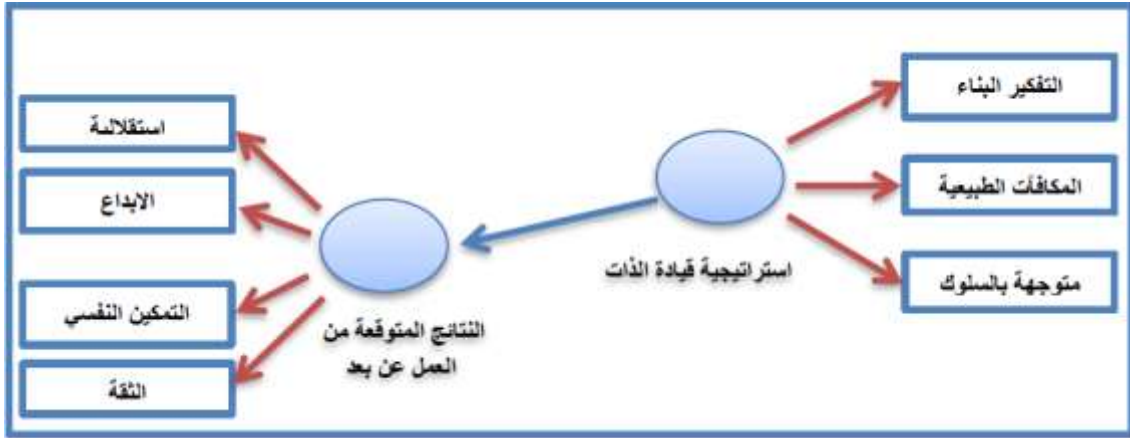 التفكير البناء
المكافآت الطبيعية
متوجهة بالسلوك
استراتيجية قيادة الذات
النتائج المتوقعة من
العمل عن بعد
استقلالية
الابداع
التمكين النفسي
الثقة